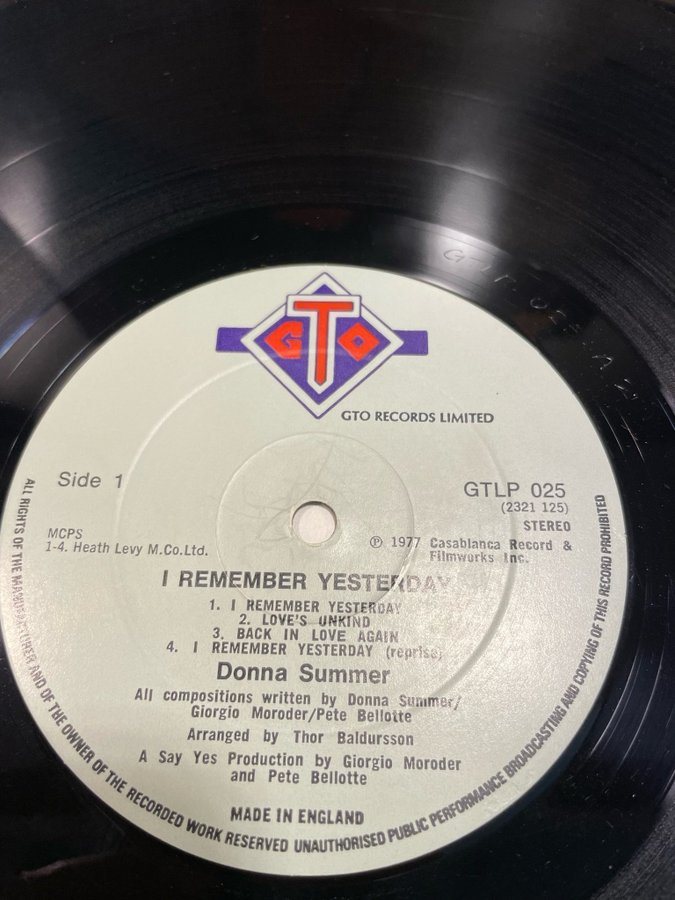 GTLP 025 A 2
GTO
GTO RECORDS LIMITED
Side 1
GTLP 025
(2321 125)
STEREO
MCPS
1-4. Heath Levy M.Co.Ltd.
℗ 1977 Casablanca Record &
Filmworks Inc.
I REMEMBER YESTERDAY
1. I REMEMBER YESTERDAY
2. LOVE'S UNKIND
3. BACK IN LOVE AGAIN
4. I REMEMBER YESTERDAY (reprise)
Donna Summer
All compositions written by Donna Summer/
Giorgio Moroder/Pete Bellotte
Arranged by Thor Baldursson
A Say Yes Production by Giorgio Moroder
and Pete Bellotte
MADE IN ENGLAND
ALL RIGHTS OF THE MANUFACTURER AND OF THE OWNER OF THE RECORDED WORK RESERVED UNAUTHORISED PUBLIC PERFORMANCE BROADCASTING AND COPYING OF THIS RECORD PROHIBITED